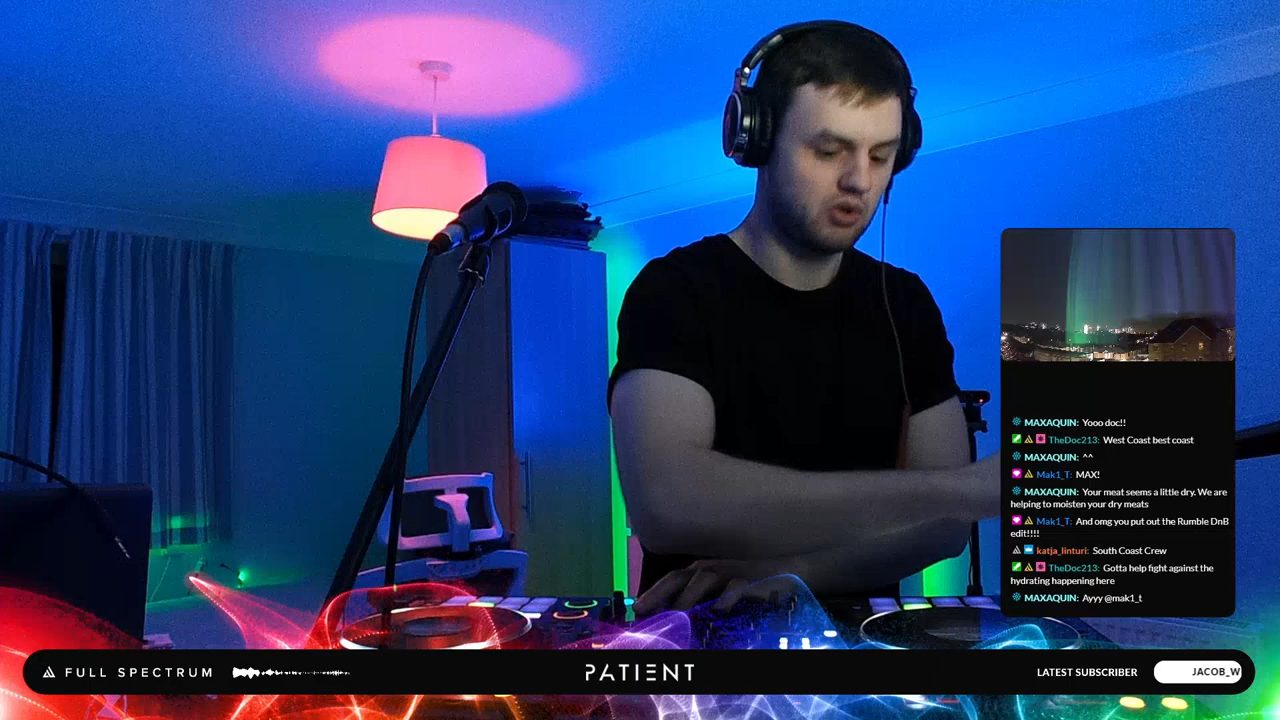 MAXAQUIN: Yooo doc!!
TheDoc213: West Coast best coast
MAXAQUIN: ^^
Mak1_T: MAX!
MAXAQUIN: Your meat seems a little dry. We are
helping to moisten your dry meats
Mak1_T: And omg you put out the Rumble DnB
edit!!!!
katja_linturi: South Coast Crew
TheDoc213: Gotta help fight against the
hydrating happening here
MAXAQUIN: Ayyy @mak1_t
FULL SPECTRUM
PATIENT
LATEST SUBSCRIBER
JACOB_W